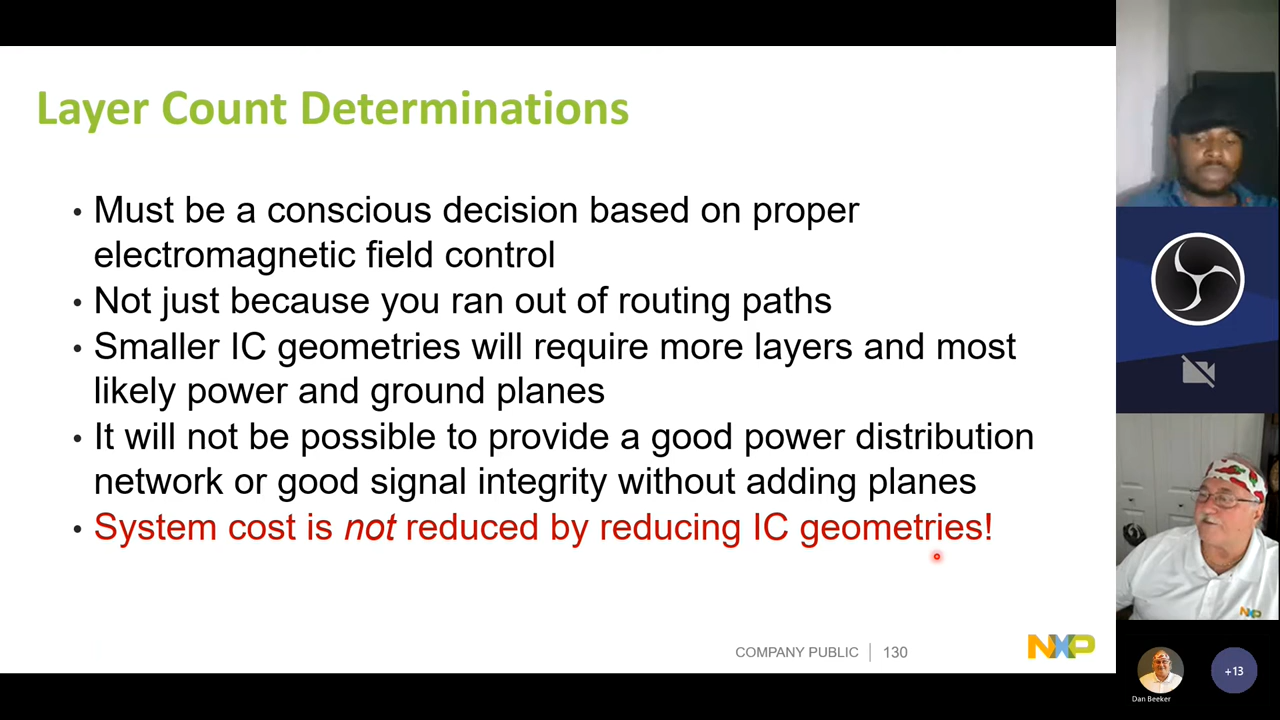 Layer Count Determinations
• Must be a conscious decision based on proper
electromagnetic field control
• Not just because you ran out of routing paths
• Smaller IC geometries will require more layers and most
likely power and ground planes
• It will not be possible to provide a good power distribution
network or good signal integrity without adding planes
• System cost is not reduced by reducing IC geometries!
COMPANY PUBLIC | 130
NXP
NXP
Dan Beeker
+13